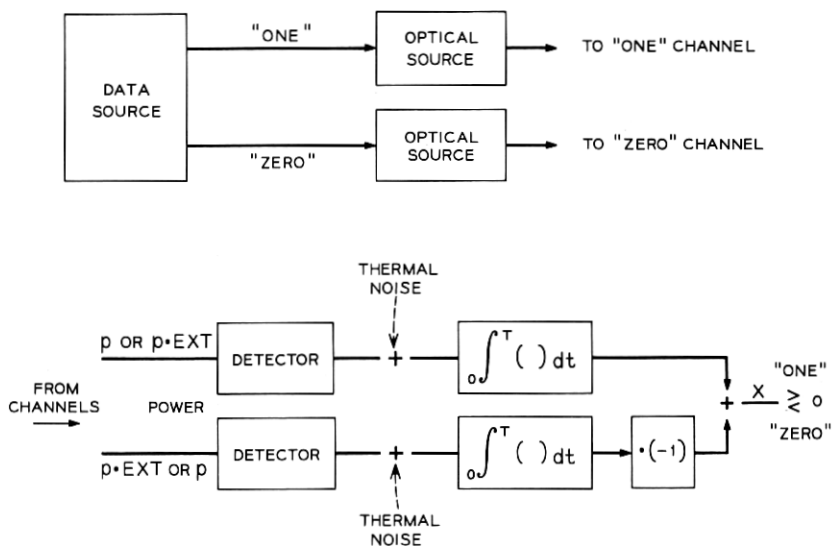 "ONE"
OPTICAL
SOURCE
TO "ONE" CHANNEL
DATA
SOURCE
"ZERO"
OPTICAL
SOURCE
TO "ZERO" CHANNEL
THERMAL
NOISE
p OR p•EXT
DETECTOR
+
0∫T ( ) dt
FROM
CHANNELS
POWER
+
X
"ONE"
≷ 0
"ZERO"
p•EXT OR p
DETECTOR
+
0∫T ( ) dt
•(-1)
THERMAL
NOISE